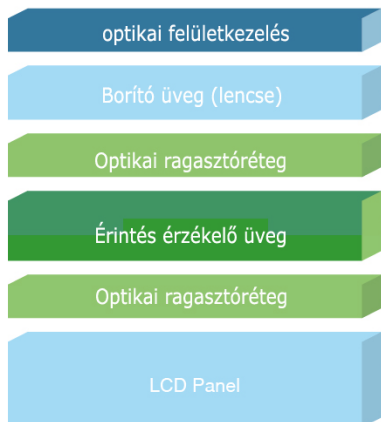 optikai felületkezelés
Borító üveg (lencse)
Optikai ragasztóréteg
Érintés érzékelő üveg
Optikai ragasztóréteg
LCD Panel